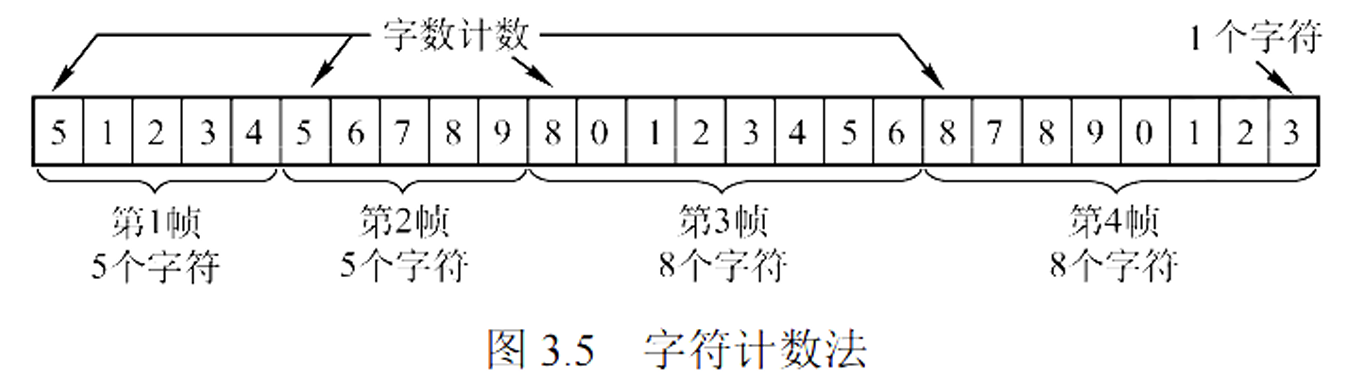 字数计数
1个字符
5 1 2 3 4 5 6 7 8 9 8 0 1 2 3 4 5 6 8 7 8 9 0 1 2 3
第1帧 第2帧 第3帧 第4帧
5个字符 5个字符 8个字符 8个字符
图 3.5 字符计数法